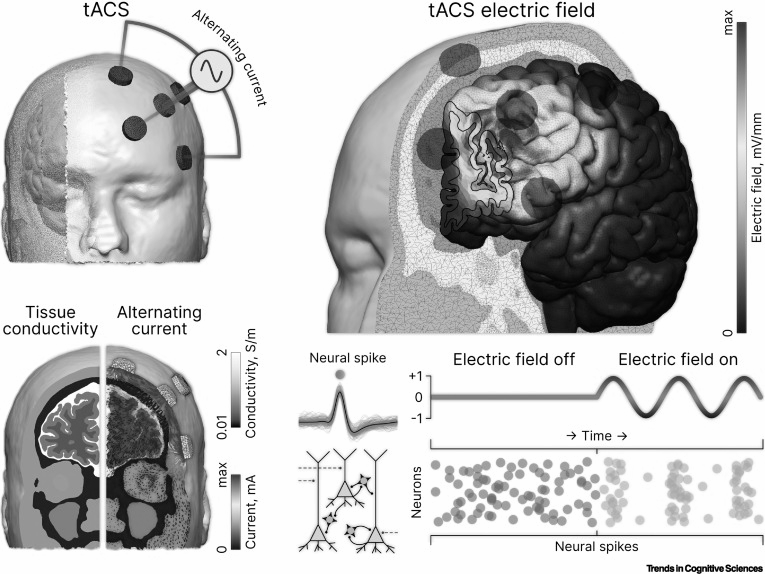 tACS
Alternating current
tACS electric field
max
Electric field, mV/mm
0
Tissue
conductivity
Alternating
current
2
Conductivity, S/m
0.01
max
Current, mA
0
Neural spike
Electric field off
Electric field on
+1
0
−1
→ Time →
Neurons
Neural spikes
Trends in Cognitive Sciences